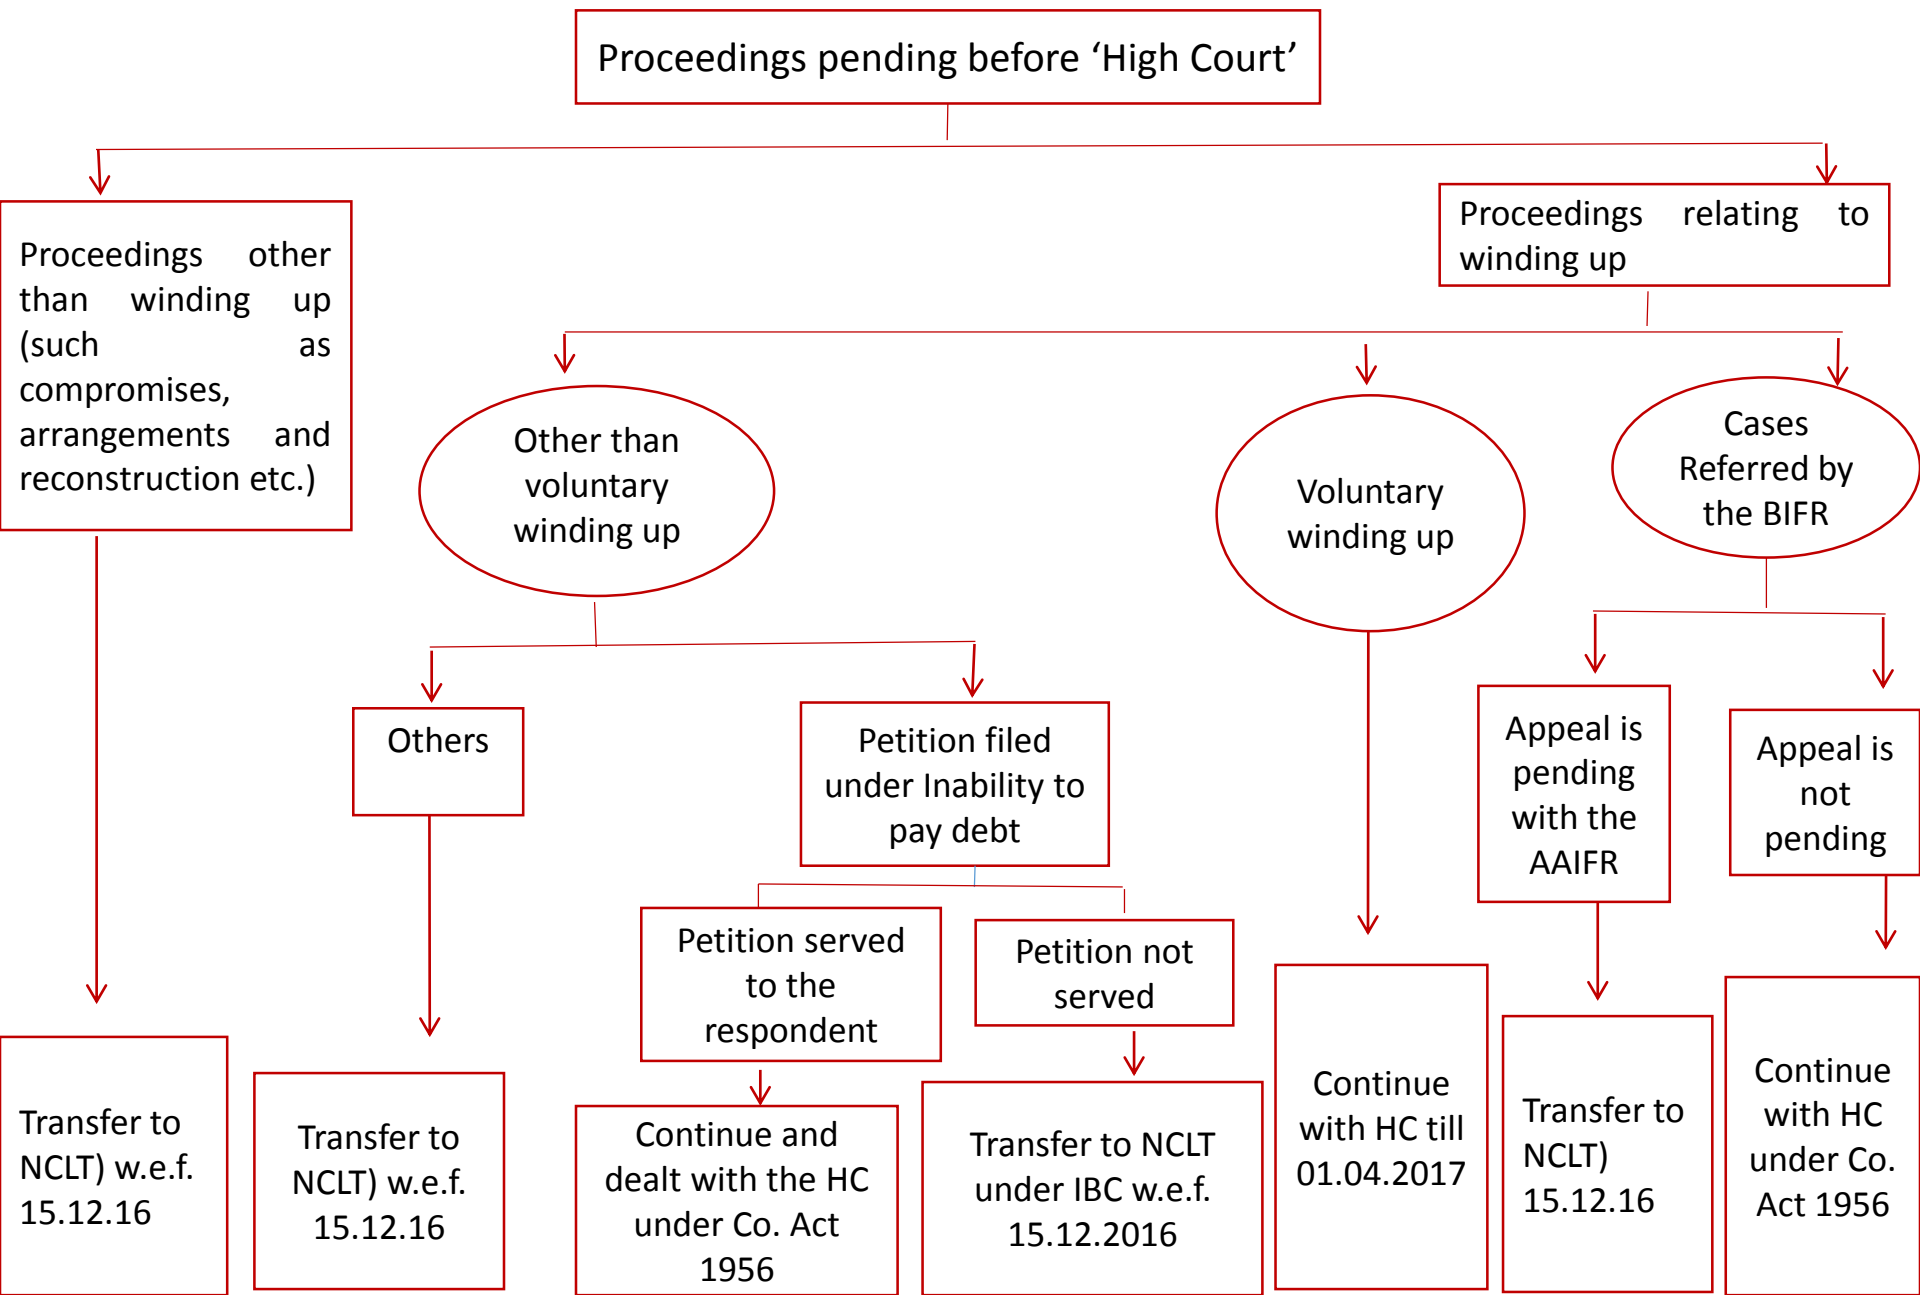 Proceedings pending before ‘High Court’
Proceedings other
than winding up
(such as
compromises,
arrangements and
reconstruction etc.)
Proceedings relating to
winding up
Other than
voluntary
winding up
Voluntary
winding up
Cases
Referred by
the BIFR
Others
Petition filed
under Inability to
pay debt
Appeal is
pending
with the
AAIFR
Appeal is
not
pending
Petition served
to the
respondent
Petition not
served
Transfer to
NCLT) w.e.f.
15.12.16
Transfer to
NCLT) w.e.f.
15.12.16
Continue and
dealt with the HC
under Co. Act
1956
Transfer to NCLT
under IBC w.e.f.
15.12.2016
Continue
with HC till
01.04.2017
Transfer to
NCLT)
15.12.16
Continue
with HC
under Co.
Act 1956